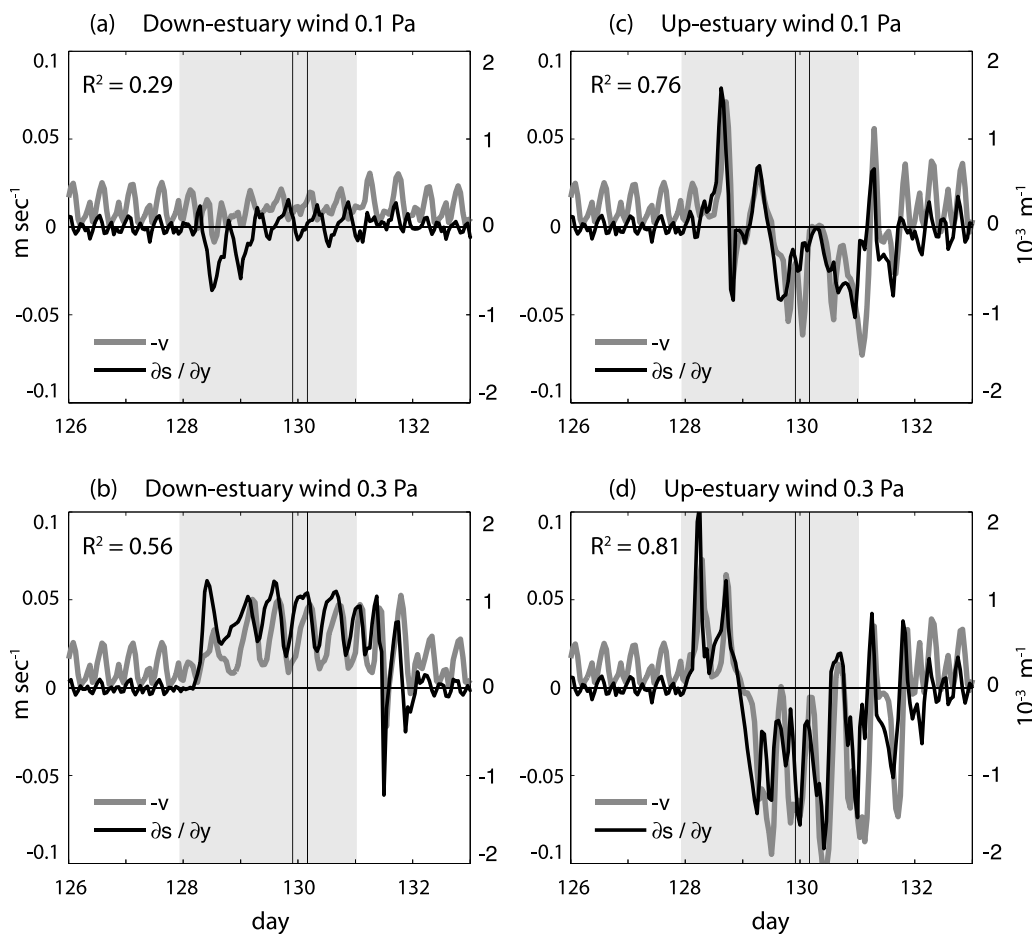 (a) Down-estuary wind 0.1 Pa
0.1
0.05
0
-0.05
-0.1
m sec⁻¹
R² = 0.29
-v
∂s / ∂y
2
1
0
-1
-2
126 128 130 132
(c) Up-estuary wind 0.1 Pa
0.1
0.05
0
-0.05
-0.1
R² = 0.76
-v
∂s / ∂y
2
1
0
-1
-2
10⁻³ m⁻¹
126 128 130 132
(b) Down-estuary wind 0.3 Pa
0.1
0.05
0
-0.05
-0.1
m sec⁻¹
R² = 0.56
-v
∂s / ∂y
2
1
0
-1
-2
126 128 130 132
day
(d) Up-estuary wind 0.3 Pa
0.1
0.05
0
-0.05
-0.1
R² = 0.81
-v
∂s / ∂y
2
1
0
-1
-2
10⁻³ m⁻¹
126 128 130 132
day